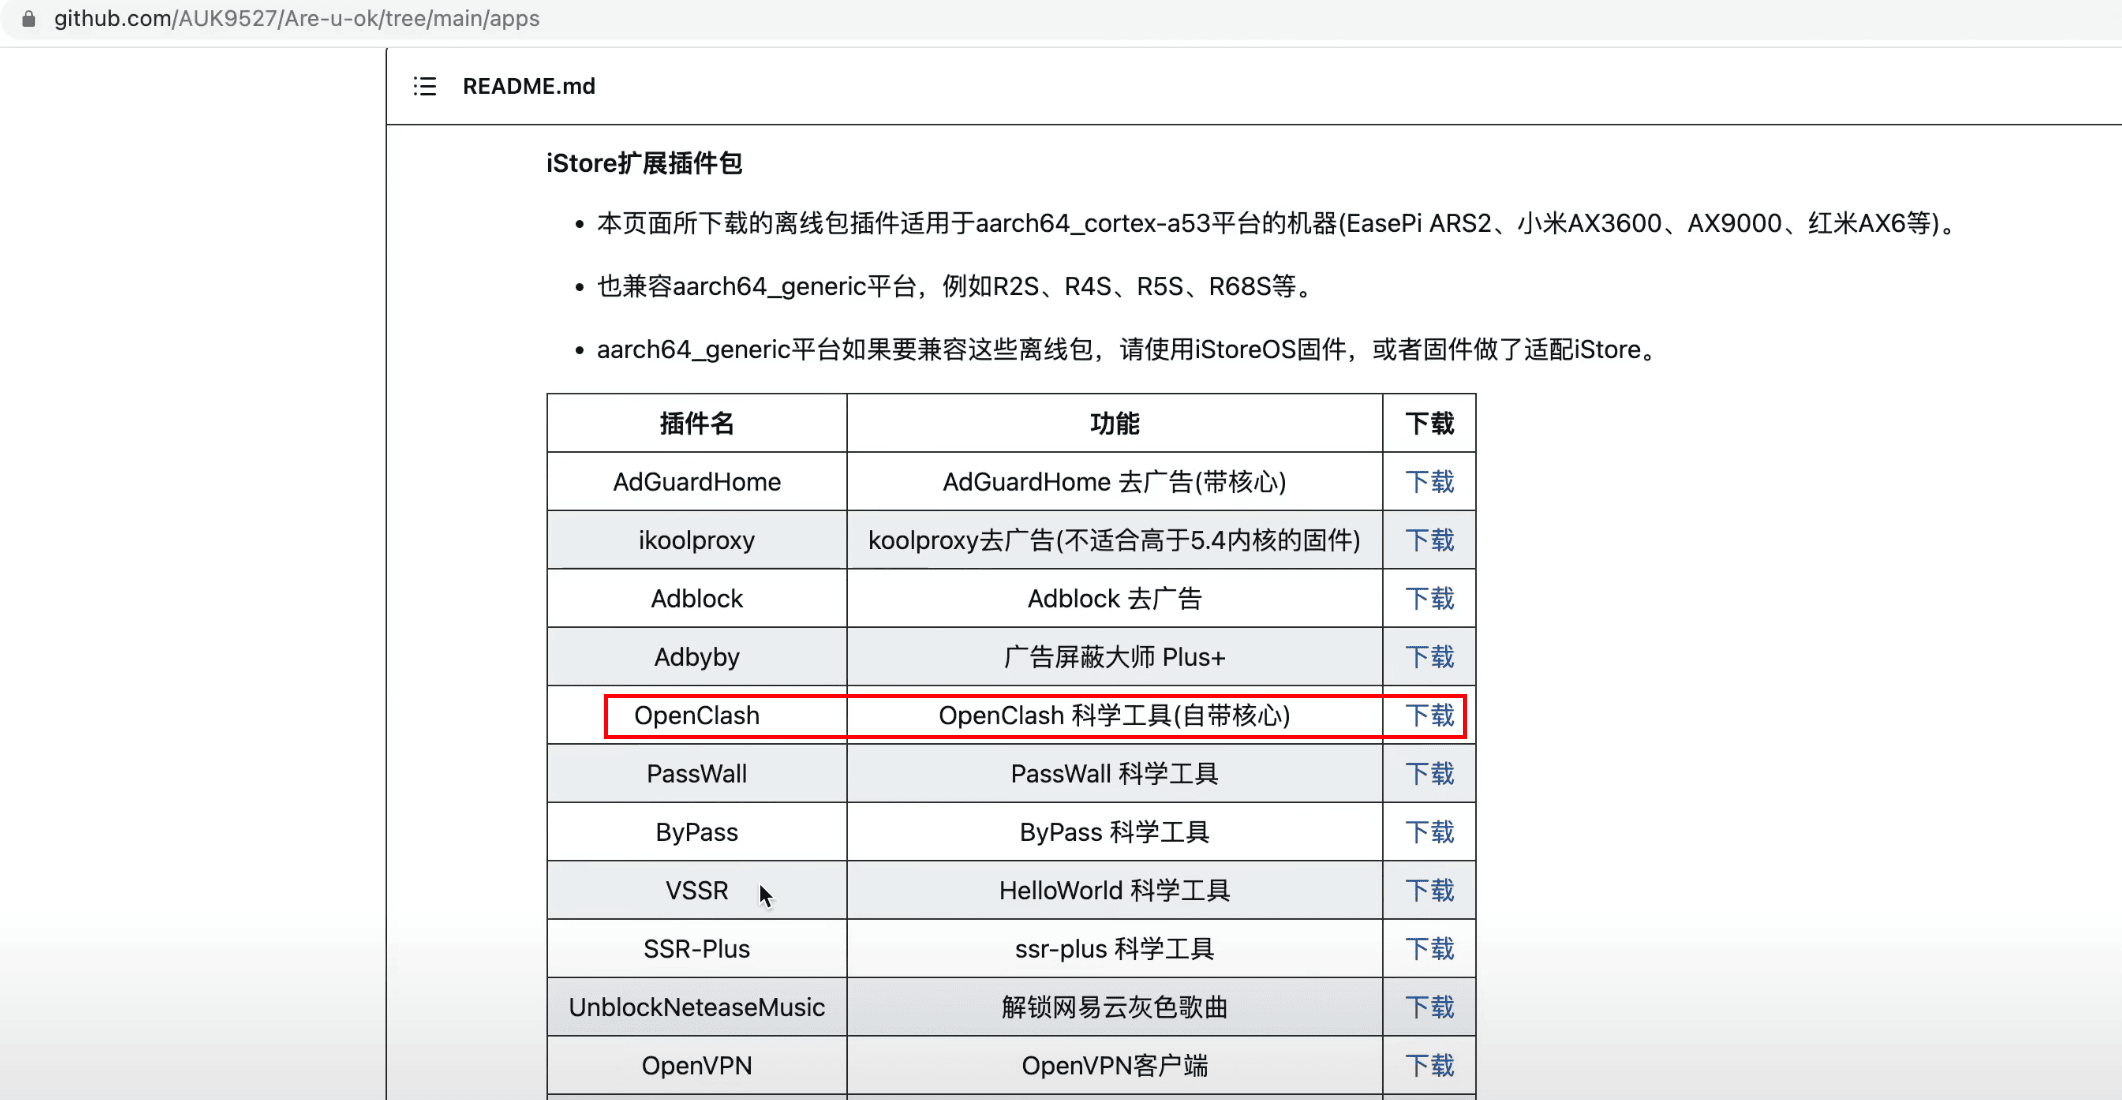 github.com/AUK9527/Are-u-ok/tree/main/apps
README.md
iStore扩展插件包
本页面所下载的离线包插件适用于aarch64_cortex-a53平台的机器(EasePi ARS2、小米AX3600、AX9000、红米AX6等)。
也兼容aarch64_generic平台，例如R2S、R4S、R5S、R68S等。
aarch64_generic平台如果要兼容这些离线包，请使用iStoreOS固件，或者固件做了适配iStore。
插件名 功能 下载
AdGuardHome AdGuardHome 去广告(带核心) 下载
ikoolproxy koolproxy去广告(不适合高于5.4内核的固件) 下载
Adblock Adblock 去广告 下载
Adbyby 广告屏蔽大师 Plus+ 下载
OpenClash OpenClash 科学工具(自带核心) 下载
PassWall PassWall 科学工具 下载
ByPass ByPass 科学工具 下载
VSSR HelloWorld 科学工具 下载
SSR-Plus ssr-plus 科学工具 下载
UnblockNeteaseMusic 解锁网易云灰色歌曲 下载
OpenVPN OpenVPN客户端 下载